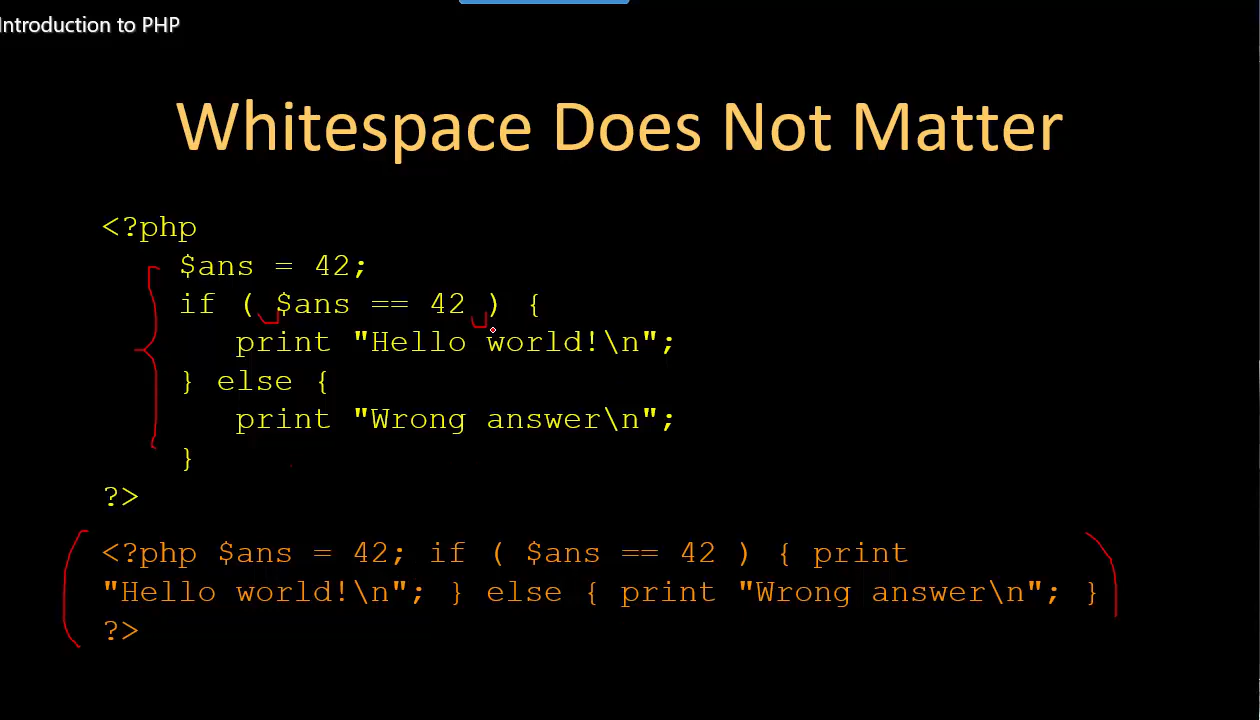 Introduction to PHP
Whitespace Does Not Matter
<?php
$ans = 42;
if ( $ans == 42 ) {
print "Hello world!\n";
} else {
print "Wrong answer\n";
}
?>
<?php $ans = 42; if ( $ans == 42 ) { print
"Hello world!\n"; } else { print "Wrong answer\n"; }
?>